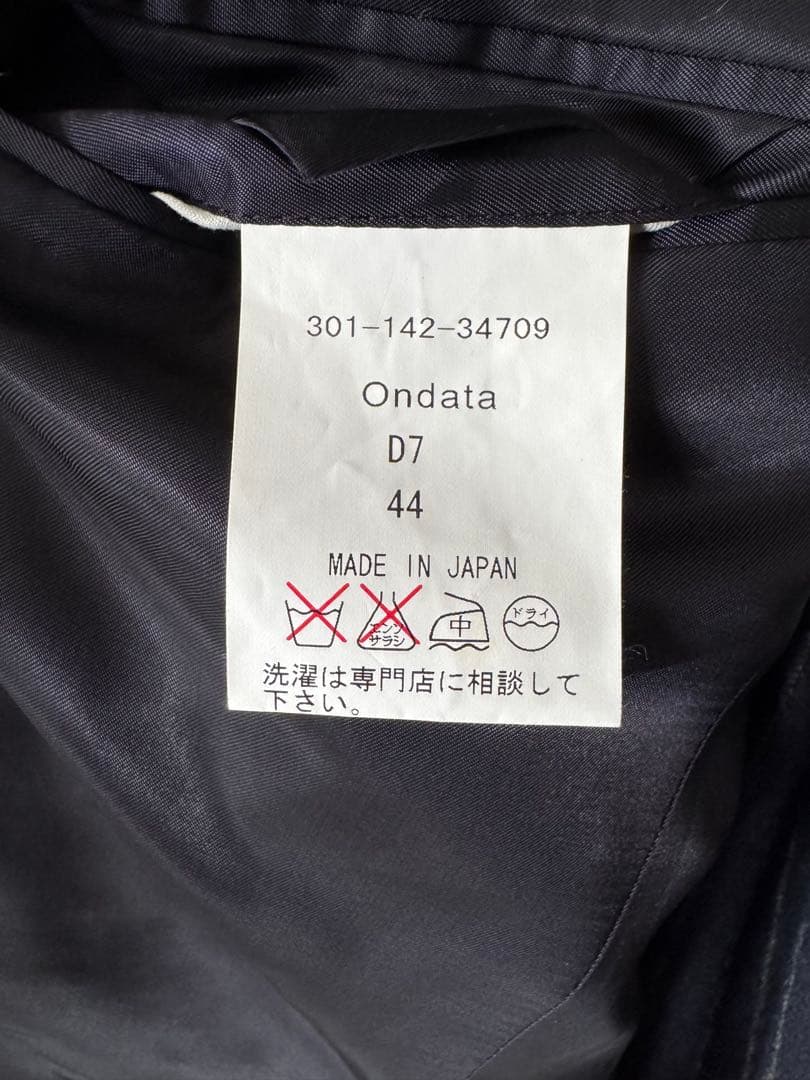 301-142-34709
Ondata
D7
44
MADE IN JAPAN
エンソ
サラシ
中
ドライ
洗濯は専門店に相談して
下さい。